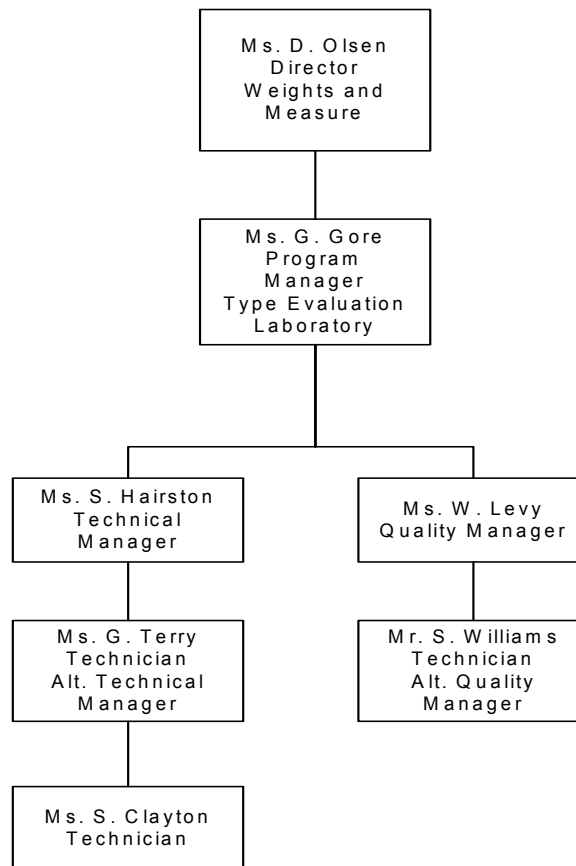 Ms. D. Olsen
Director
Weights and
Measure
Ms. G. Gore
Program
Manager
Type Evaluation
Laboratory
Ms. S. Hairston
Technical
Manager
Ms. W. Levy
Quality Manager
Ms. G. Terry
Technician
Alt. Technical
Manager
Mr. S. Williams
Technician
Alt. Quality
Manager
Ms. S. Clayton
Technician